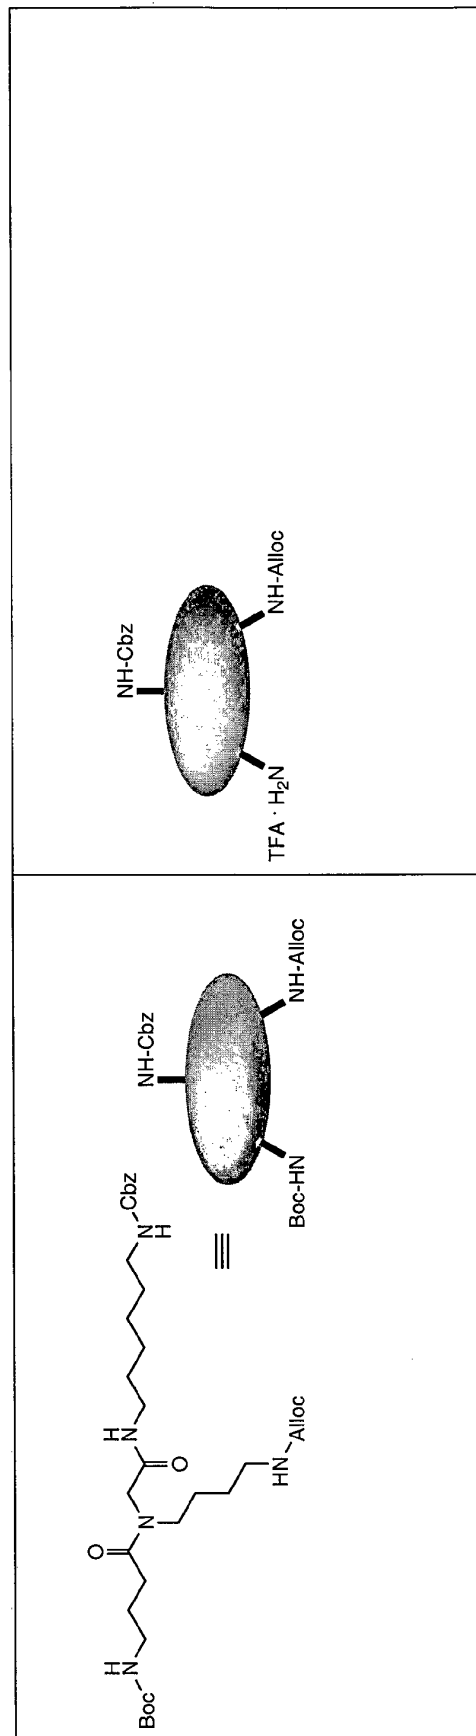 Boc
H
N
O
N
O
H
N
HN
Alloc
N
H
Cbz
≡
NH-Cbz
Boc-HN
NH-Alloc
NH-Cbz
TFA · H₂N
NH-Alloc